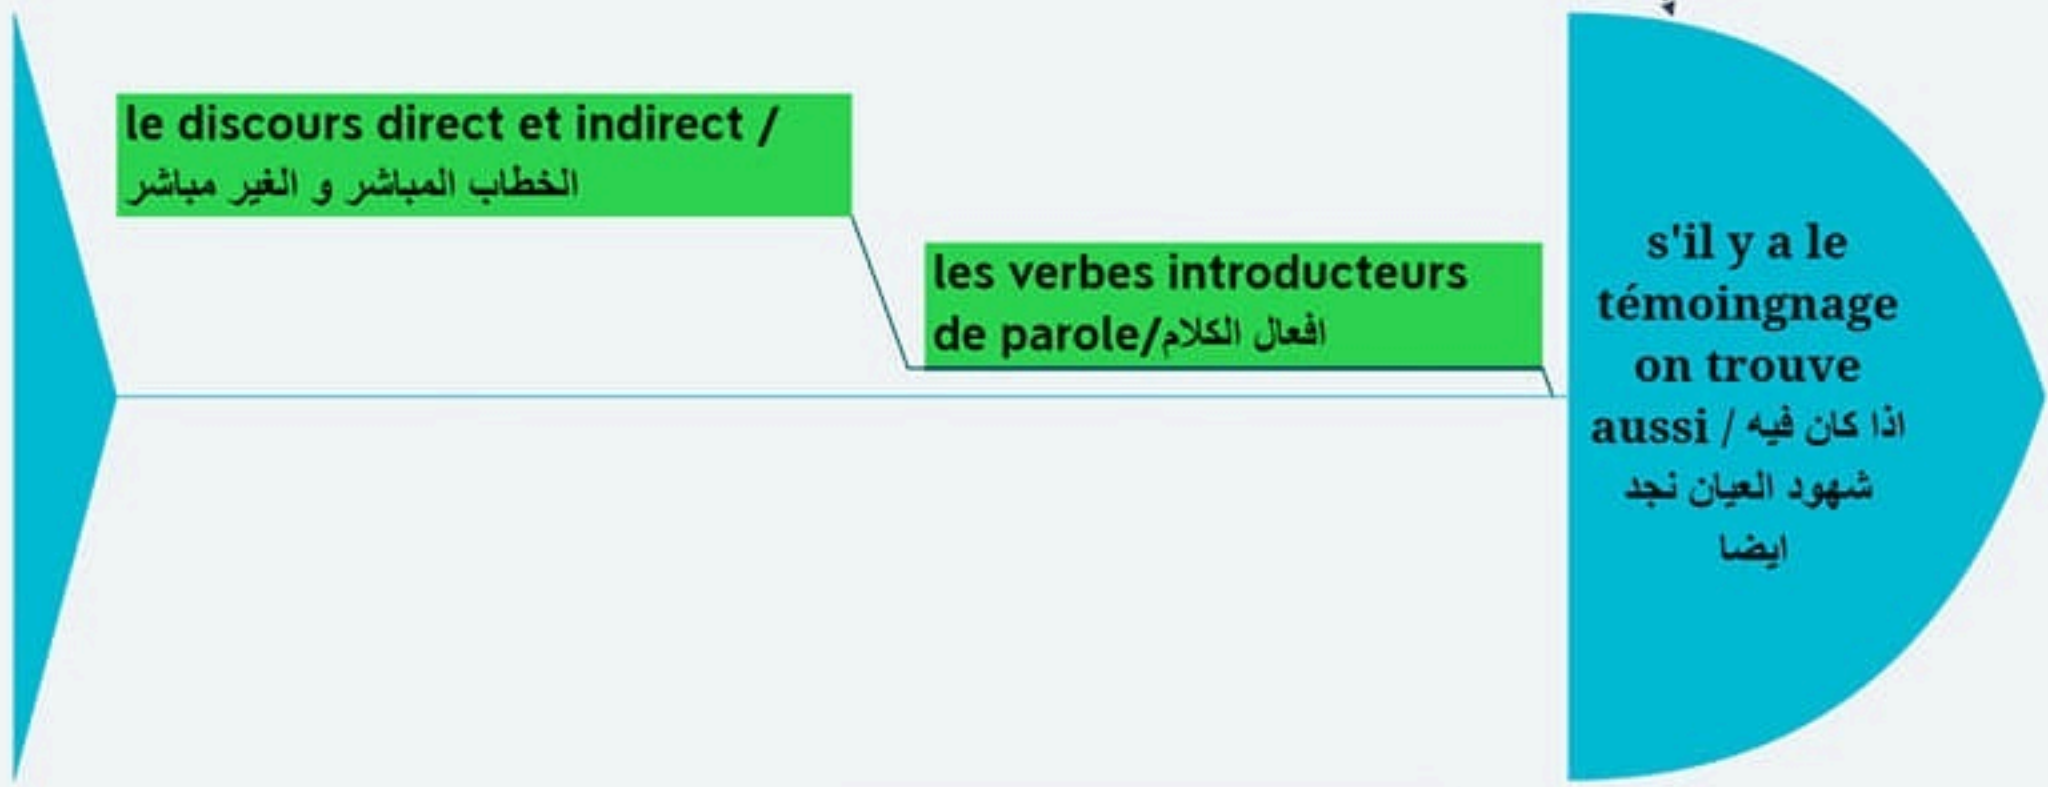 le discours direct et indirect /
الخطاب المباشر و الغير مباشر
les verbes introducteurs
de parole/افعال الكلام
s'il y a le
témoingnage
on trouve
aussi / اذا كان فيه
شهود العيان نجد
ايضا